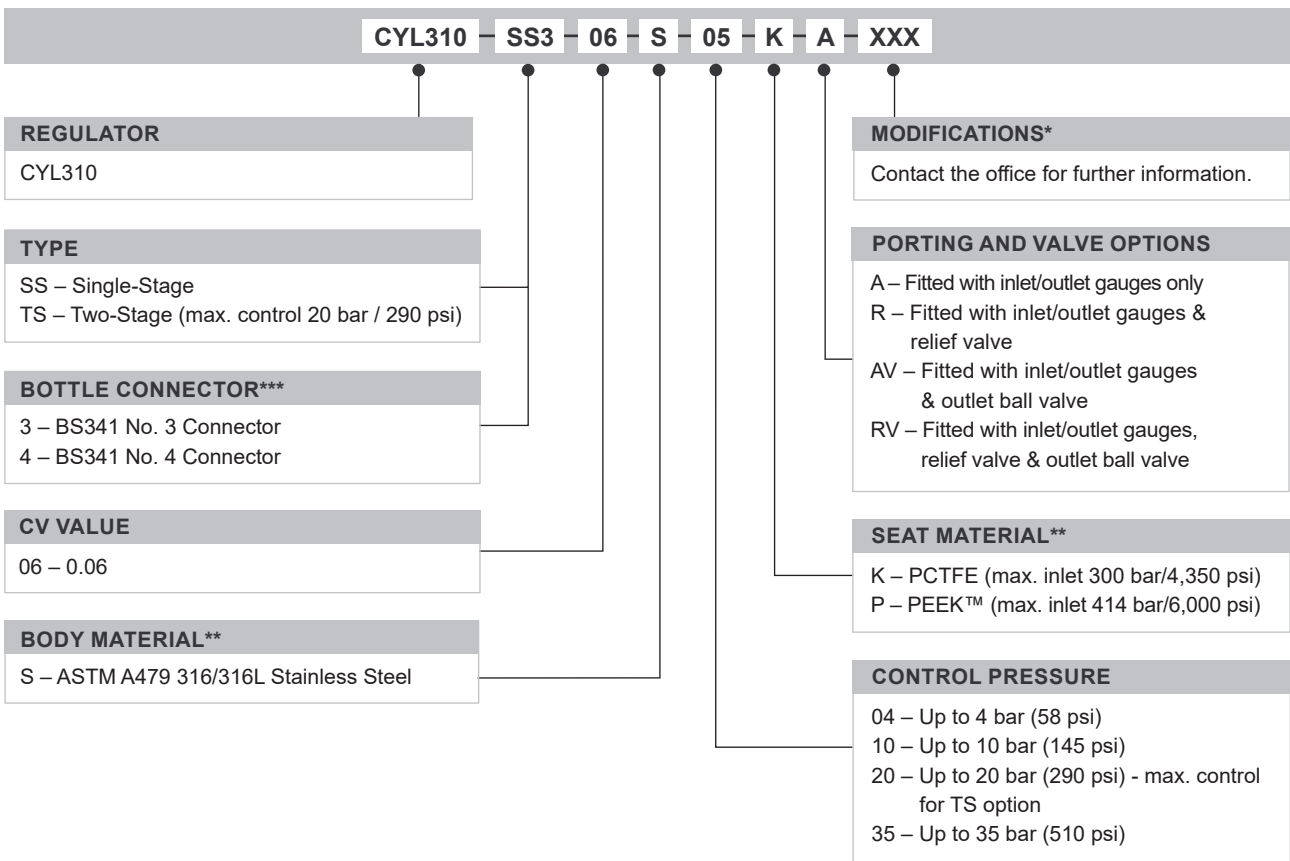 CYL310 SS3 06 S 05 K A XXX
REGULATOR
CYL310
TYPE
SS – Single-Stage
TS – Two-Stage (max. control 20 bar / 290 psi)
BOTTLE CONNECTOR***
3 – BS341 No. 3 Connector
4 – BS341 No. 4 Connector
CV VALUE
06 – 0.06
BODY MATERIAL**
S – ASTM A479 316/316L Stainless Steel
MODIFICATIONS*
Contact the office for further information.
PORTING AND VALVE OPTIONS
A – Fitted with inlet/outlet gauges only
R – Fitted with inlet/outlet gauges &
relief valve
AV – Fitted with inlet/outlet gauges
& outlet ball valve
RV – Fitted with inlet/outlet gauges,
relief valve & outlet ball valve
SEAT MATERIAL**
K – PCTFE (max. inlet 300 bar/4,350 psi)
P – PEEK™ (max. inlet 414 bar/6,000 psi)
CONTROL PRESSURE
04 – Up to 4 bar (58 psi)
10 – Up to 10 bar (145 psi)
20 – Up to 20 bar (290 psi) - max. control
for TS option
35 – Up to 35 bar (510 psi)